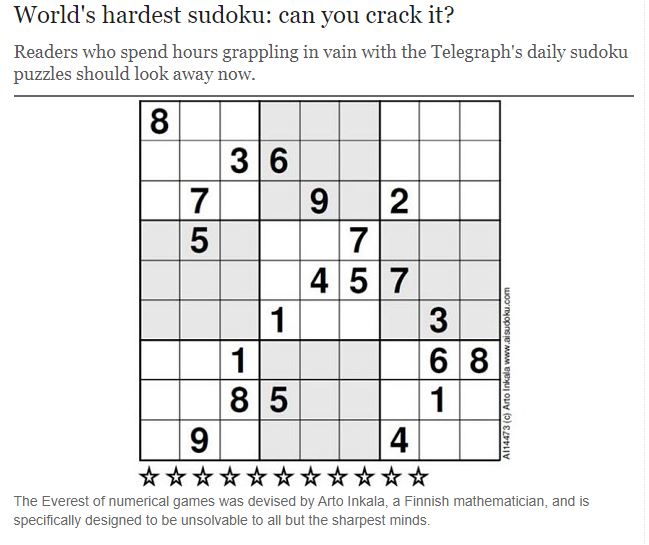 World's hardest sudoku: can you crack it?
Readers who spend hours grappling in vain with the Telegraph's daily sudoku
puzzles should look away now.
8
3 6
7 9 2
5 7
4 5 7
1 3
1 6 8
8 5 1
9 4
AI14473 (c) Arto Inkala www.aisudoku.com
The Everest of numerical games was devised by Arto Inkala, a Finnish mathematician, and is
specifically designed to be unsolvable to all but the sharpest minds.